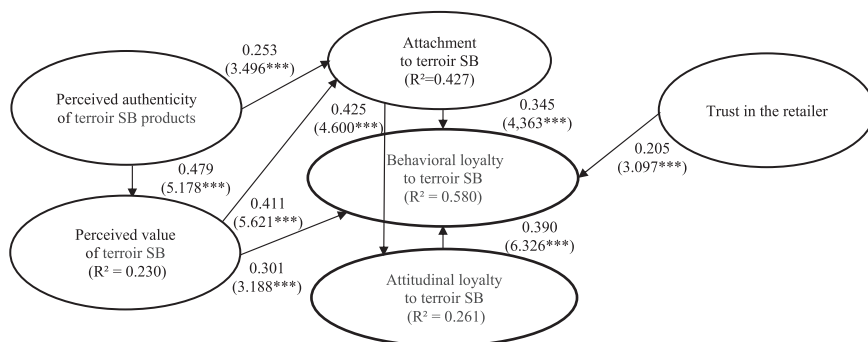 0.253
(3.496***)
Attachment
to terroir SB
(R²=0.427)
Perceived authenticity
of terroir SB products
0.425
(4.600***)
0.345
(4,363***)
Trust in the retailer
0.479
(5.178***)
Behavioral loyalty
to terroir SB
(R² = 0.580)
0.205
(3.097***)
0.411
(5.621***)
Perceived value
of terroir SB
(R² = 0.230)
0.390
(6.326***)
0.301
(3.188***)
Attitudinal loyalty
to terroir SB
(R² = 0.261)